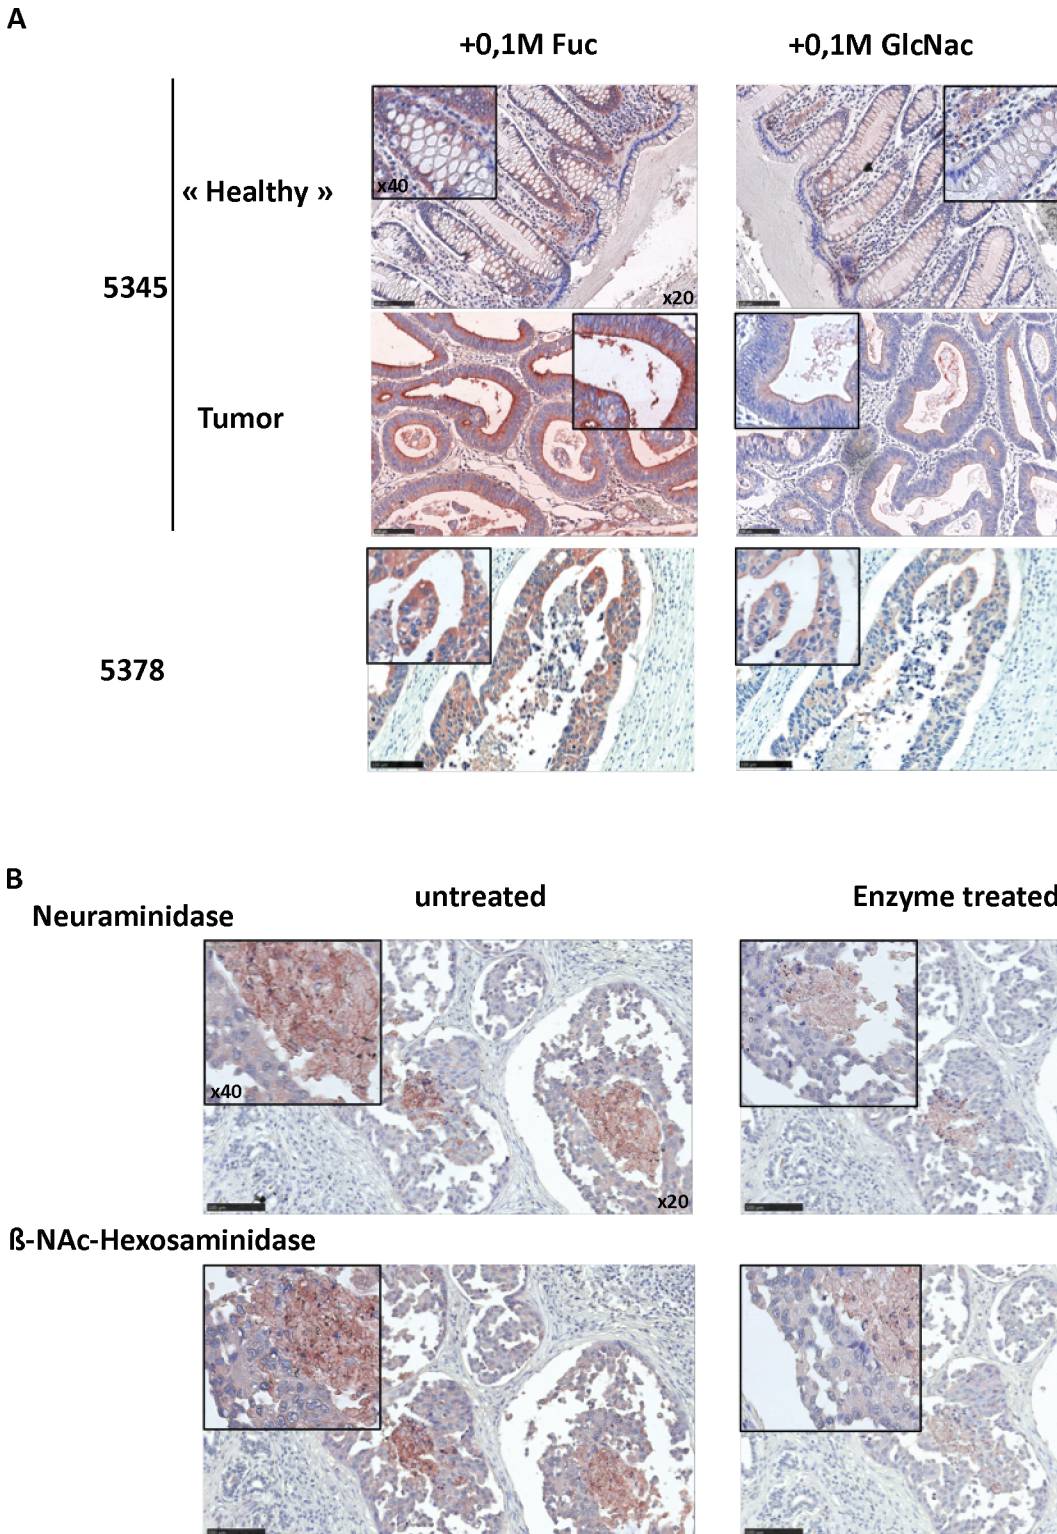 A
+0,1M Fuc
+0,1M GlcNac
« Healthy »
x40
x20
5345
Tumor
5378
B
Neuraminidase
untreated
Enzyme treated
x40
x20
ß-NAc-Hexosaminidase